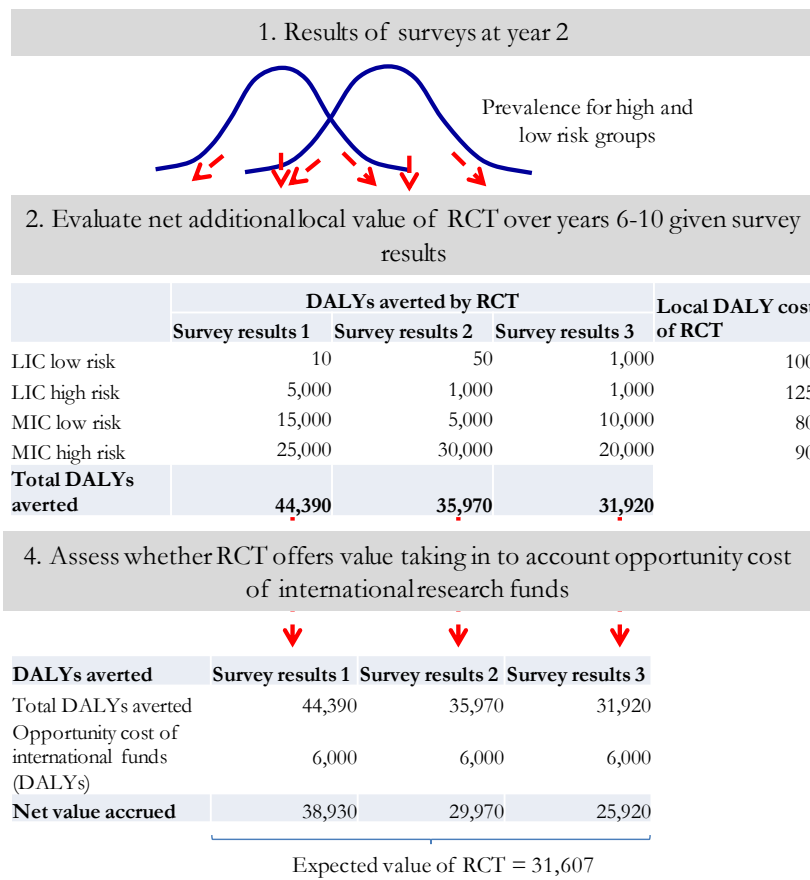 1. Results of surveys at year 2
Prevalence for high and
low risk groups
2. Evaluate net additional local value of RCT over years 6-10 given survey
results
DALYs averted by RCT Local DALY cost
Survey results 1 Survey results 2 Survey results 3 of RCT
LIC low risk 10 50 1,000 100
LIC high risk 5,000 1,000 1,000 125
MIC low risk 15,000 5,000 10,000 80
MIC high risk 25,000 30,000 20,000 90
Total DALYs
averted 44,390 35,970 31,920
4. Assess whether RCT offers value taking in to account opportunity cost
of international research funds
DALYs averted Survey results 1 Survey results 2 Survey results 3
Total DALYs averted 44,390 35,970 31,920
Opportunity cost of
international funds 6,000 6,000 6,000
(DALYs)
Net value accrued 38,930 29,970 25,920
Expected value of RCT = 31,607